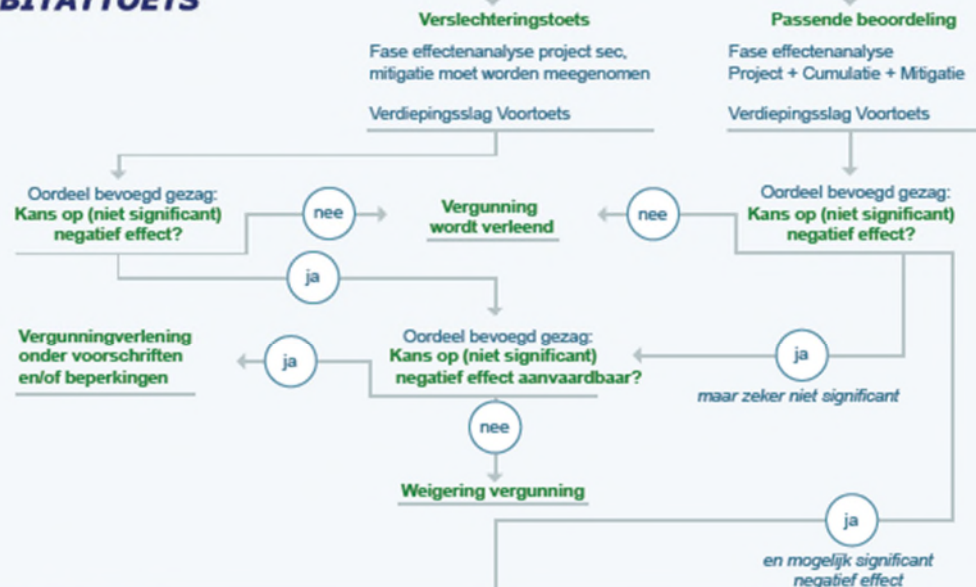 BITATTOETS
Verslechteringstoets
Fase effectenanalyse project sec,
mitigatie moet worden meegenomen
Verdiepingsslag Voortoets
Passende beoordeling
Fase effectenanalyse
Project + Cumulatie + Mitigatie
Verdiepingsslag Voortoets
Oordeel bevoegd gezag:
Kans op (niet significant)
negatief effect?
nee
Vergunning
wordt verleend
nee
Oordeel bevoegd gezag:
Kans op (niet significant)
negatief effect?
ja
Vergunningverlening
onder voorschriften
en/of beperkingen
ja
Oordeel bevoegd gezag:
Kans op (niet significant)
negatief effect aanvaardbaar?
ja
maar zeker niet significant
nee
Weigering vergunning
ja
en mogelijk significant
negatief effect